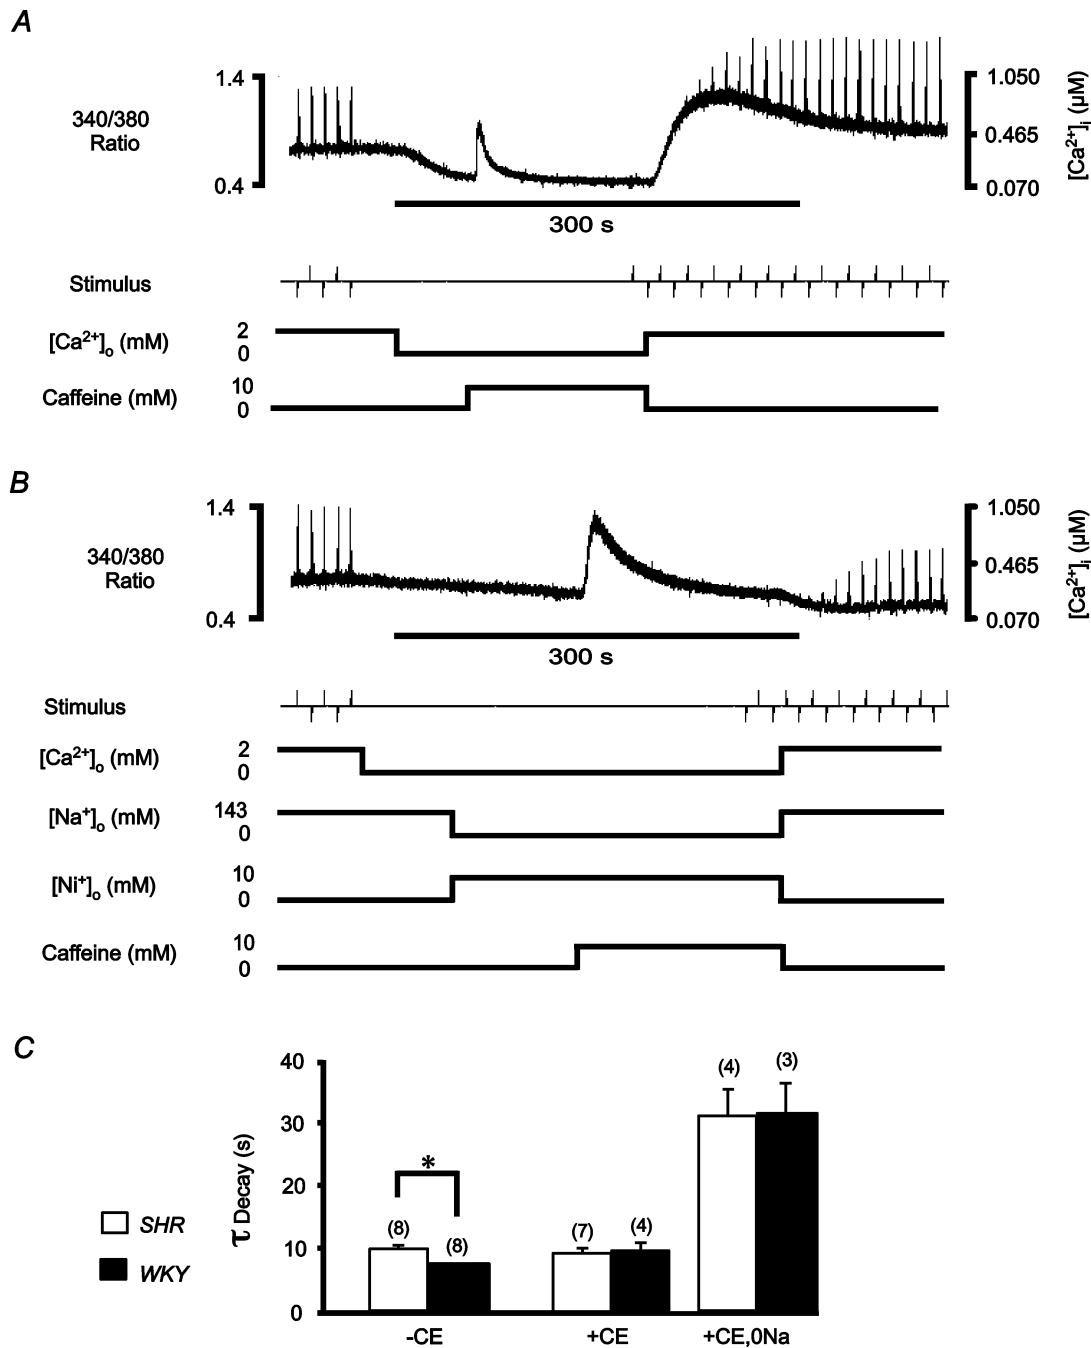 A
340/380
Ratio
1.4
0.4
1.050
0.465
0.070
[Ca2+]i (µM)
300 s
Stimulus
[Ca2+]o (mM)
2
0
Caffeine (mM)
10
0
B
340/380
Ratio
1.4
0.4
1.050
0.465
0.070
[Ca2+]i (µM)
300 s
Stimulus
[Ca2+]o (mM)
2
0
[Na+]o (mM)
143
0
[Ni+]o (mM)
10
0
Caffeine (mM)
10
0
C
τ Decay (s)
40
30
20
10
0
*
(8)
(8)
(7)
(4)
(4)
(3)
SHR
WKY
-CE
+CE
+CE,0Na